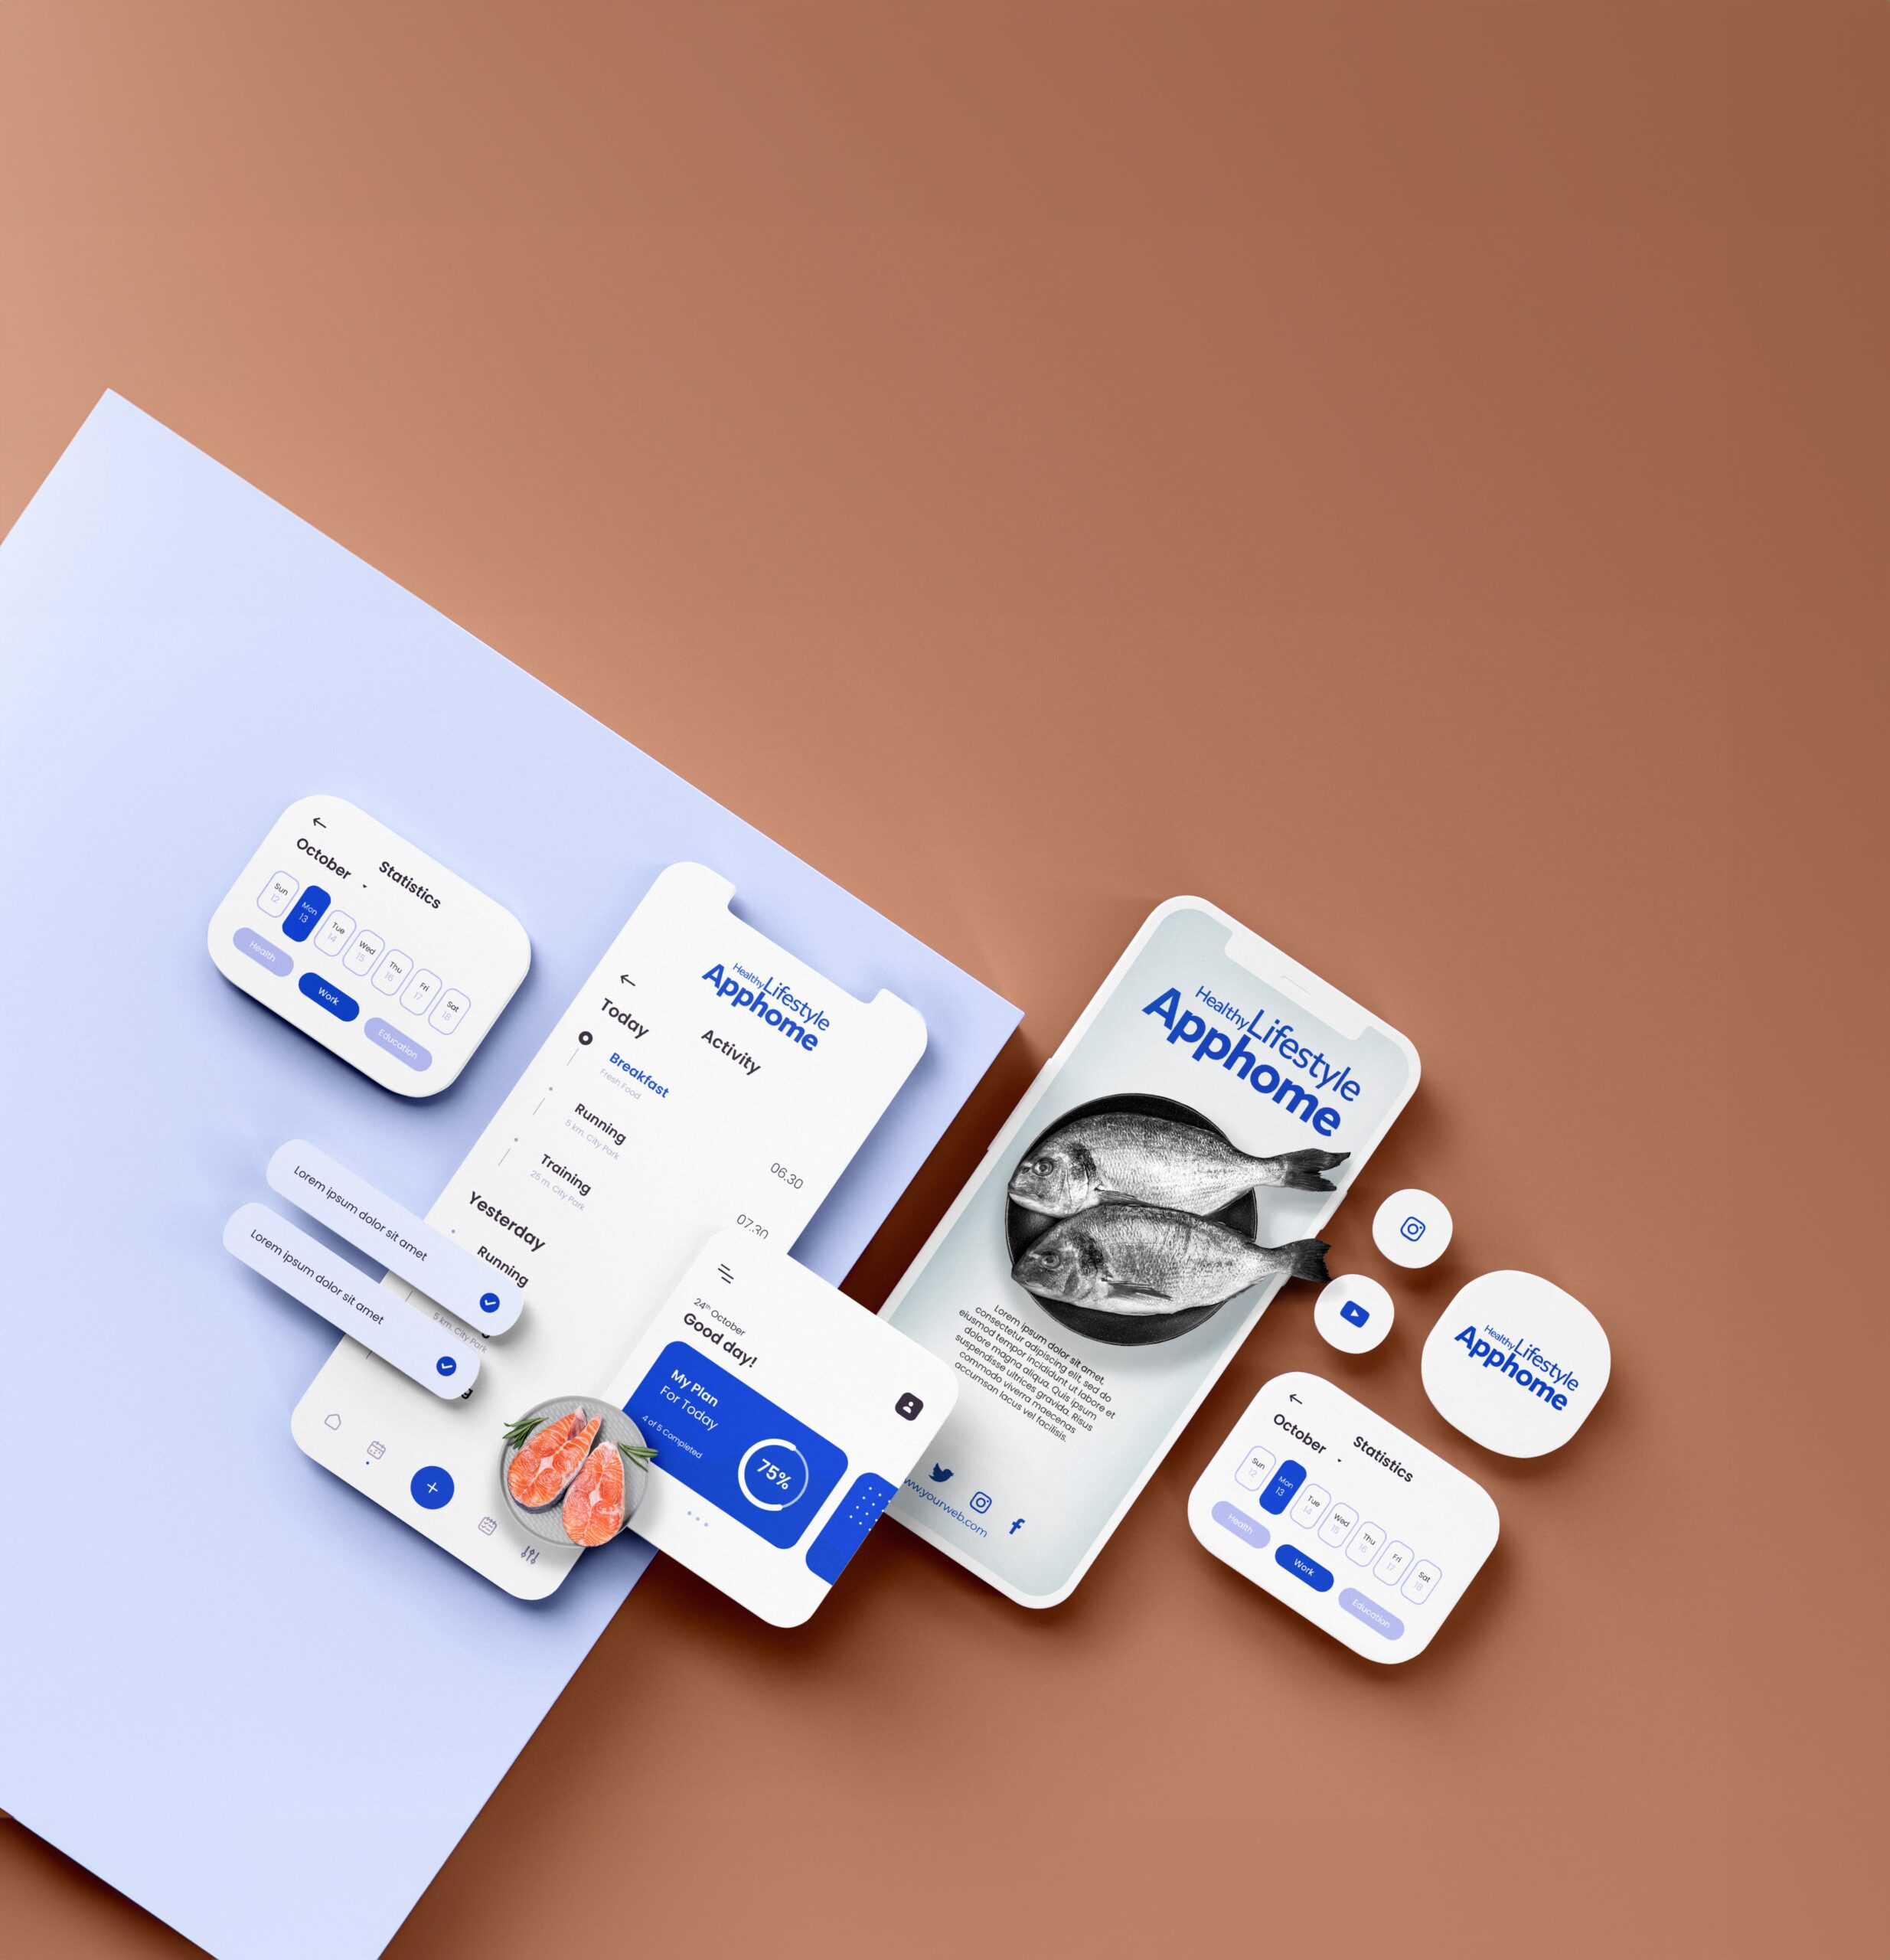 October
Statistics
Sun
12
Mon
13
Tue
14
Wed
15
Thu
16
Fri
17
Sat
18
Health
Work
Education
Lorem ipsum dolor sit amet
Lorem ipsum dolor sit amet
Healthy Lifestyle
Apphome
Today
Activity
Breakfast
Fresh Food
Running
5 km. City Park
Training
25 m. City Park
06.30
07.30
Yesterday
Running
5 km. City Park
24th October
Good day!
My Plan
For Today
4 of 5 Completed
75%
Healthy Lifestyle
Apphome
Lorem ipsum dolor sit amet,
consectetur adipiscing elit, sed do
eiusmod tempor incididunt ut labore et
dolore magna aliqua. Quis ipsum
suspendisse ultrices gravida. Risus
commodo viverra maecenas
accumsan lacus vel facilisis.
www.yourweb.com
Healthy Lifestyle
Apphome
October
Statistics
Sun
12
Mon
13
Tue
14
Wed
15
Thu
16
Fri
17
Sat
18
Health
Work
Education